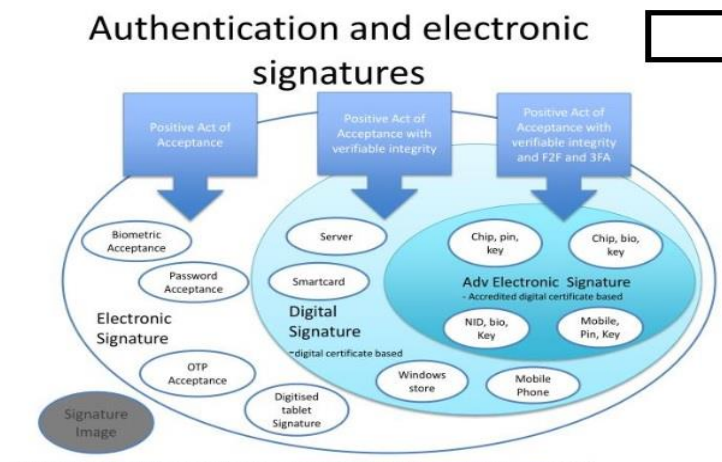 Authentication and electronic
signatures
Positive Act of
Acceptance
Positive Act of
Acceptance with
verifiable integrity
Positive Act of
Acceptance with
verifiable integrity
and F2F and 3FA
Biometric
Acceptance
Password
Acceptance
Electronic
Signature
OTP
Acceptance
Digitised
tablet
Signature
Signature
Image
Server
Smartcard
Digital
Signature
-digital certificate based
Windows
store
Mobile
Phone
Chip, pin,
key
Chip, bio,
key
Adv Electronic Signature
- Accredited digital certificate based
NID, bio,
Key
Mobile,
Pin, Key